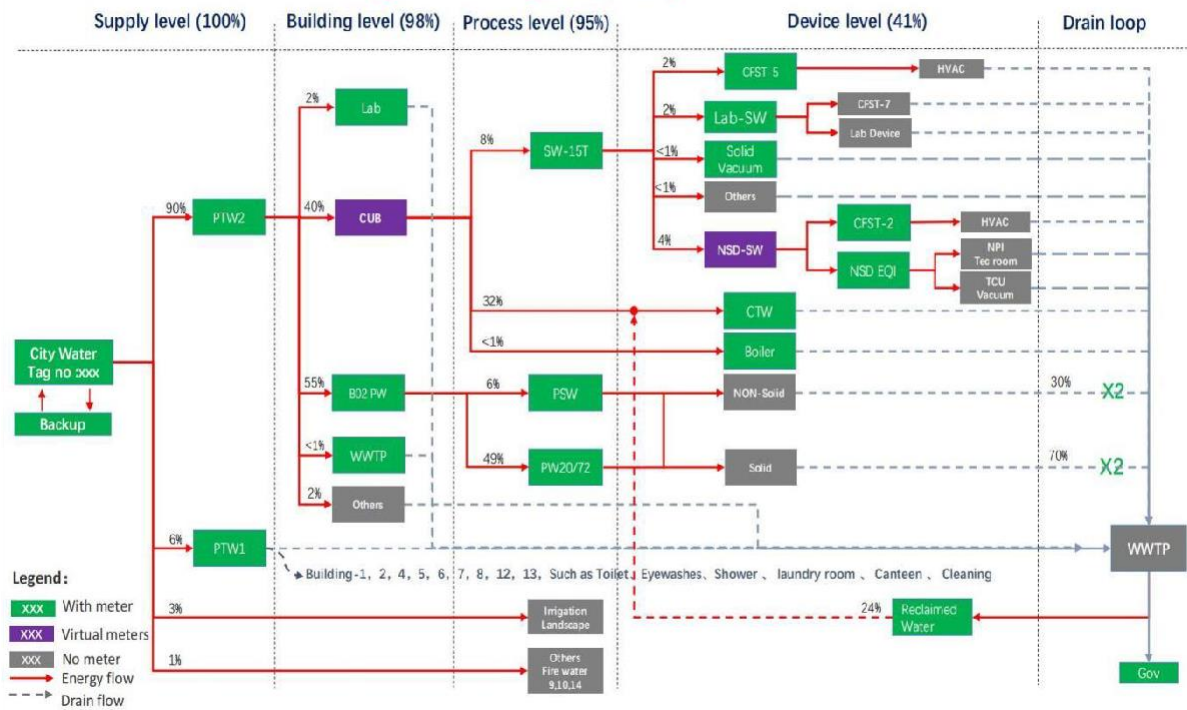 Supply level (100%)
Building level (98%)
Process level (95%)
Device level (41%)
Drain loop
2%
CFST 5
HVAC
2%
Lab
2%
Lab-SW
CFST-7
Lab Device
8%
SW-15T
<1%
Solid
Vacuum
<1%
Others
90%
PTW2
40%
CUB
4%
NSD-SW
CFST-2
HVAC
NSD EQI
NPI
Tec room
TCU
Vacuum
32%
CTW
<1%
Boiler
City Water
Tag no :xxx
Backup
55%
B02 PW
6%
PSW
NON-Solid
30%
X2
<1%
WWTP
49%
PW20/72
Solid
70%
X2
2%
Others
6%
PTW1
WWTP
Building-1, 2, 4, 5, 6, 7, 8, 12, 13, Such as Toilet、Eyewashes、Shower 、laundry room 、Canteen 、Cleaning
3%
Irrigation
Landscape
24%
Reclaimed
Water
1%
Others
Fire water
9,10,14
Gov
Legend:
xxx With meter
XXX Virtual meters
xxx No meter
Energy flow
Drain flow